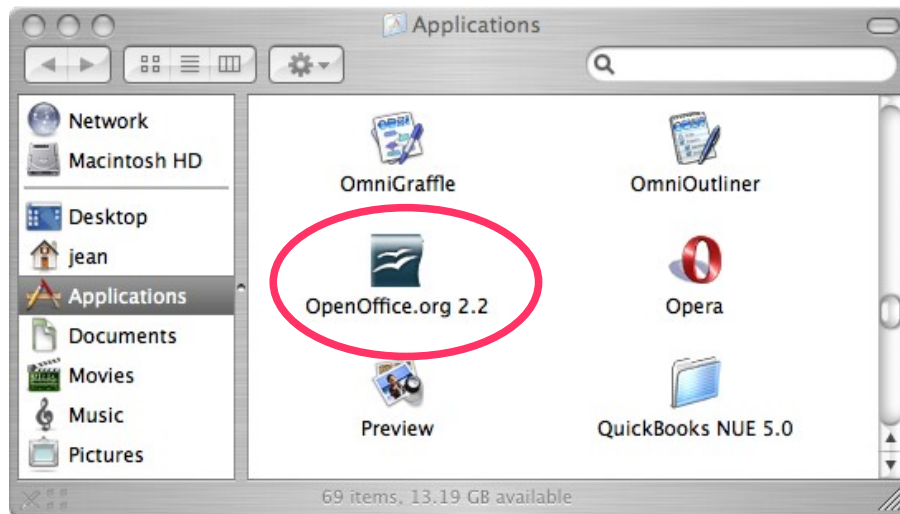 Applications
Network
Macintosh HD
Desktop
jean
Applications
Documents
Movies
Music
Pictures
OmniGraffle
OmniOutliner
OpenOffice.org 2.2
Opera
Preview
QuickBooks NUE 5.0
69 items, 13.19 GB available